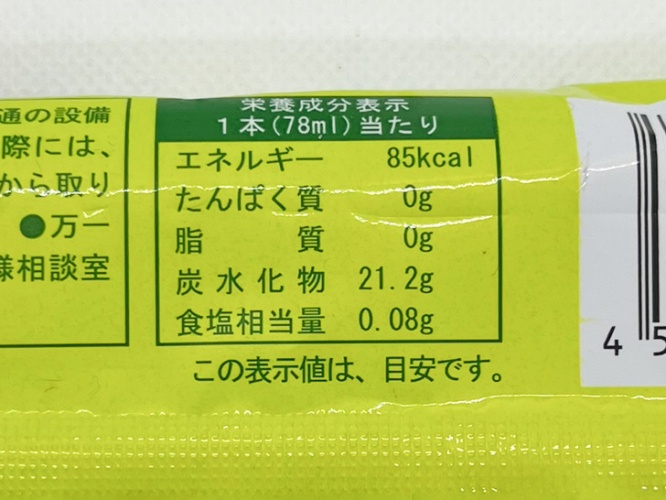 通の設備
際には、
から取り
●万一
様相談室
栄養成分表示
1本(78ml)当たり
エネルギー 85kcal
たんぱく質 0g
脂質 0g
炭水化物 21.2g
食塩相当量 0.08g
この表示値は、目安です。
4 5